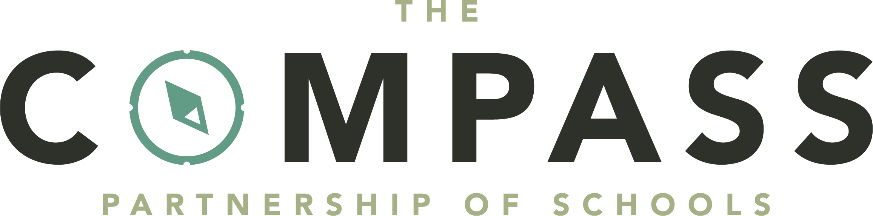 THE
COMPASS
PARTNERSHIP OF SCHOOLS